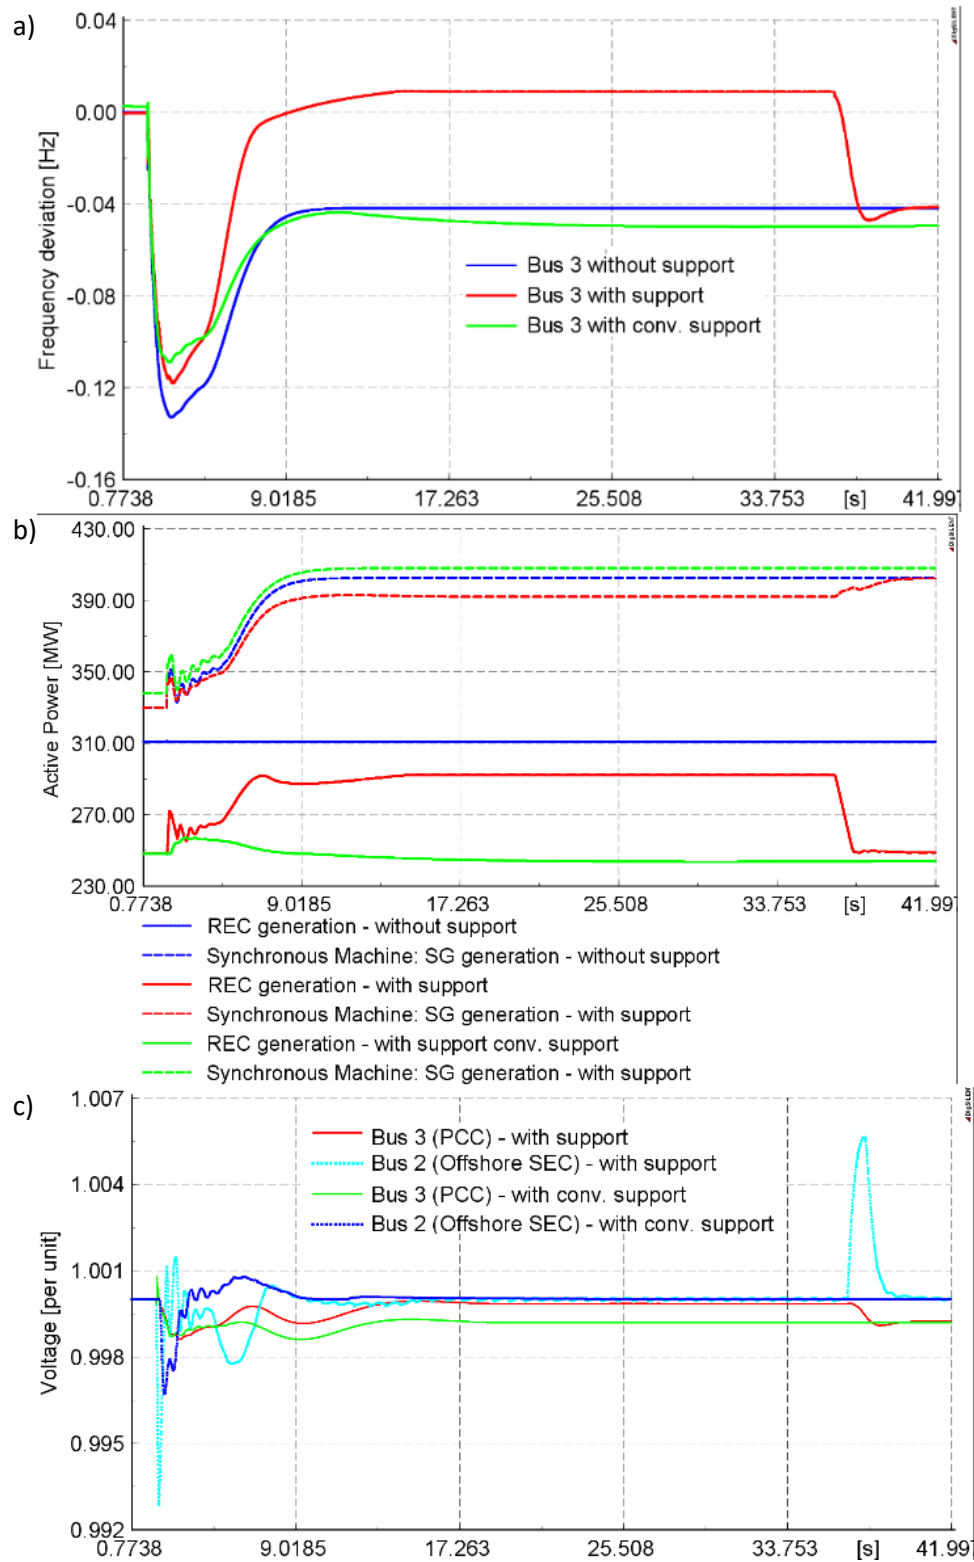 a)
0.04
0.00
-0.04
-0.08
-0.12
-0.16
Frequency deviation [Hz]
Bus 3 without support
Bus 3 with support
Bus 3 with conv. support
0.7738 9.0185 17.263 25.508 33.753 [s] 41.997
b)
430.00
390.00
350.00
310.00
270.00
230.00
Active Power [MW]
0.7738 9.0185 17.263 25.508 33.753 [s] 41.997
REC generation - without support
Synchronous Machine: SG generation - without support
REC generation - with support
Synchronous Machine: SG generation - with support
REC generation - with support conv. support
Synchronous Machine: SG generation - with support
c)
1.007
1.004
1.001
0.998
0.995
0.992
Voltage [per unit]
Bus 3 (PCC) - with support
Bus 2 (Offshore SEC) - with support
Bus 3 (PCC) - with conv. support
Bus 2 (Offshore SEC) - with conv. support
0.7738 9.0185 17.263 25.508 33.753 [s] 41.997